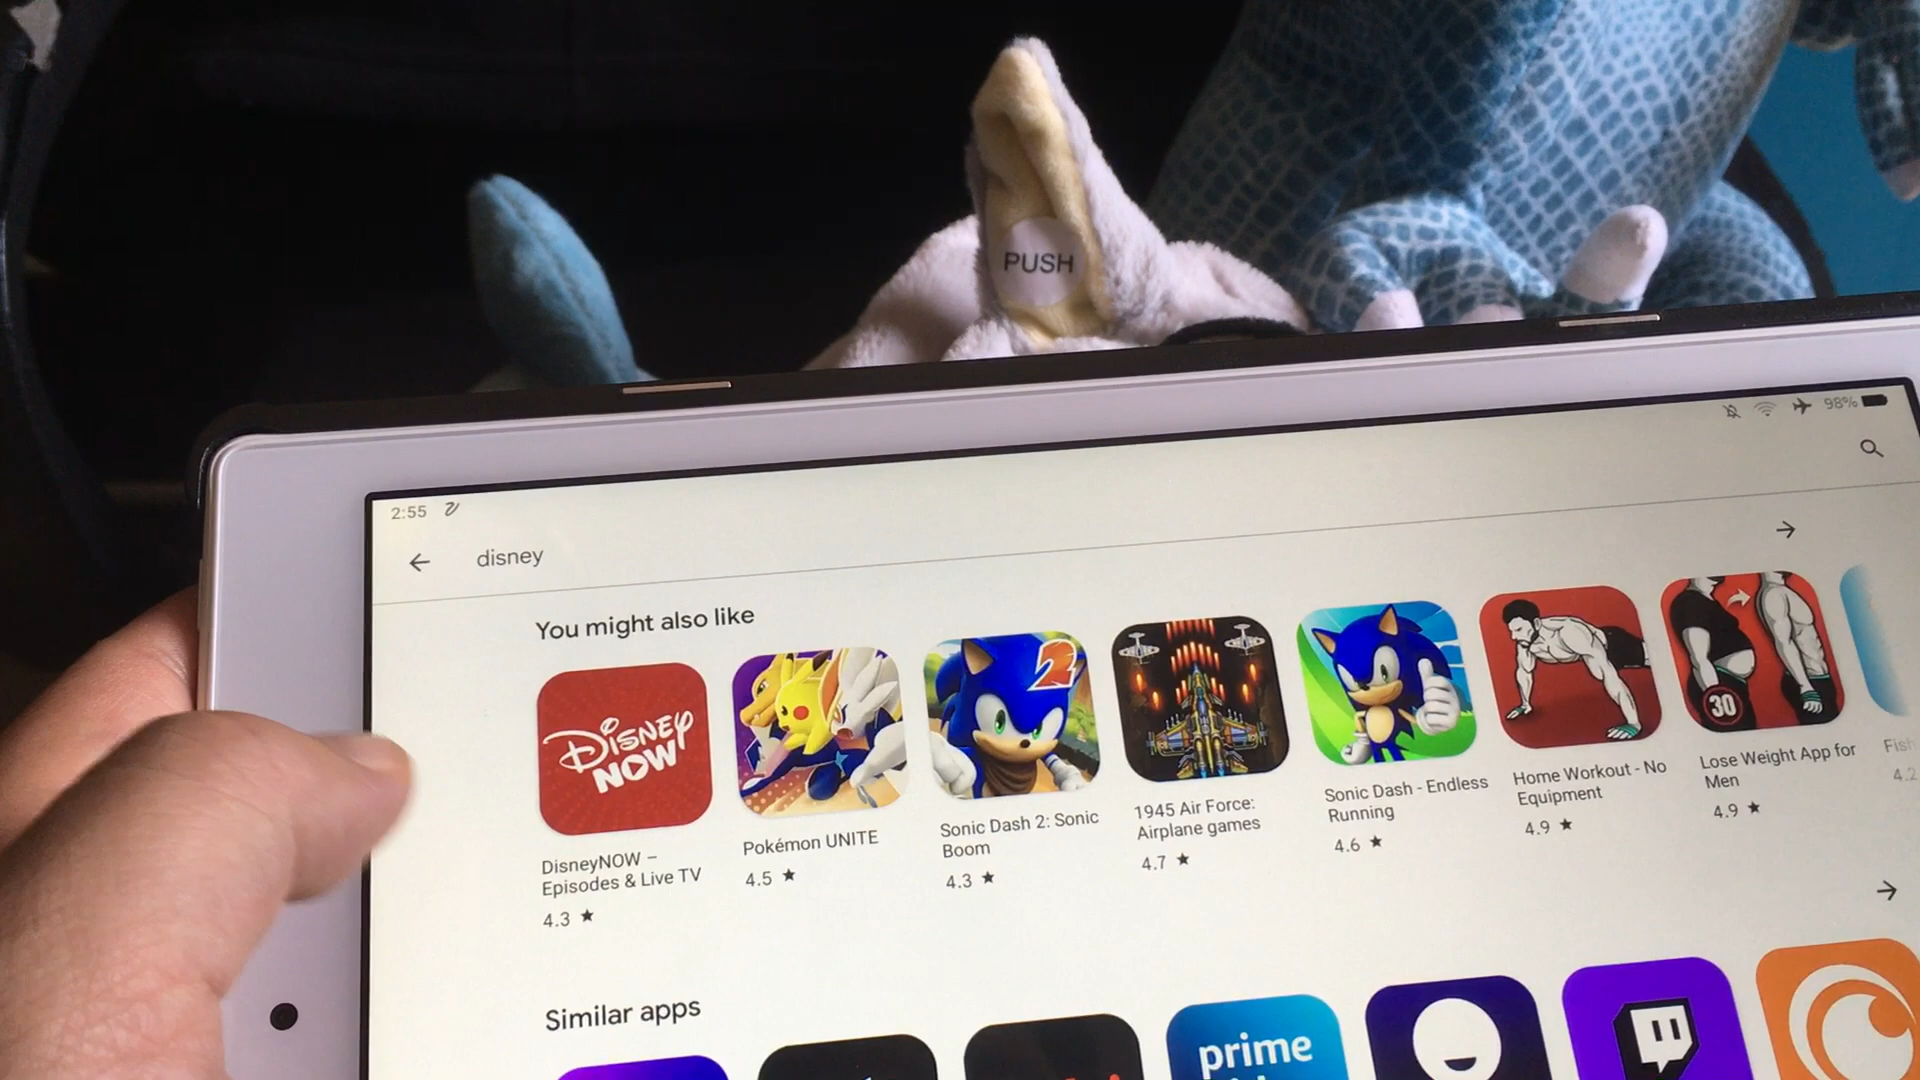 PUSH
98%
2:55
disney
You might also like
DISNEY
NOW
2
30
DisneyNOW –
Episodes & Live TV
4.3 ★
Pokémon UNITE
4.5 ★
Sonic Dash 2: Sonic
Boom
4.3 ★
1945 Air Force:
Airplane games
4.7 ★
Sonic Dash - Endless
Running
4.6 ★
Home Workout - No
Equipment
4.9 ★
Lose Weight App for
Men
4.9 ★
Fish
4.2
Similar apps
prime